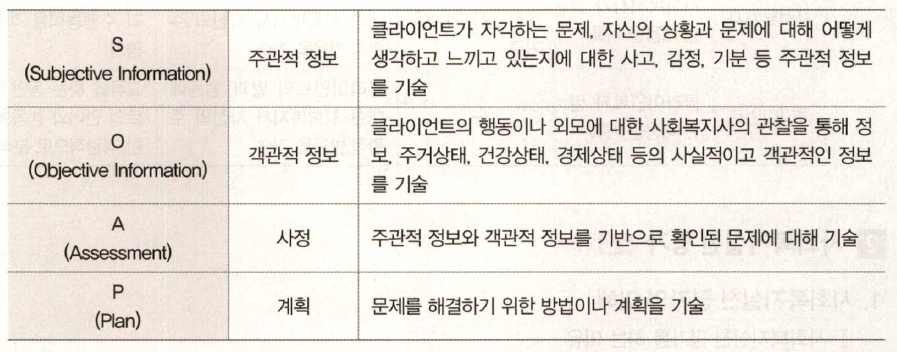 S
(Subjective Information)
주관적 정보
클라이언트가 자각하는 문제, 자신의 상황과 문제에 대해 어떻게
생각하고 느끼고 있는지에 대한 사고, 감정, 기분 등 주관적 정보
를 기술
O
(Objective Information)
객관적 정보
클라이언트의 행동이나 외모에 대한 사회복지사의 관찰을 통해 정
보, 주거상태, 건강상태, 경제상태 등의 사실적이고 객관적인 정보
를 기술
A
(Assessment)
사정
주관적 정보와 객관적 정보를 기반으로 확인된 문제에 대해 기술
P
(Plan)
계획
문제를 해결하기 위한 방법이나 계획을 기술